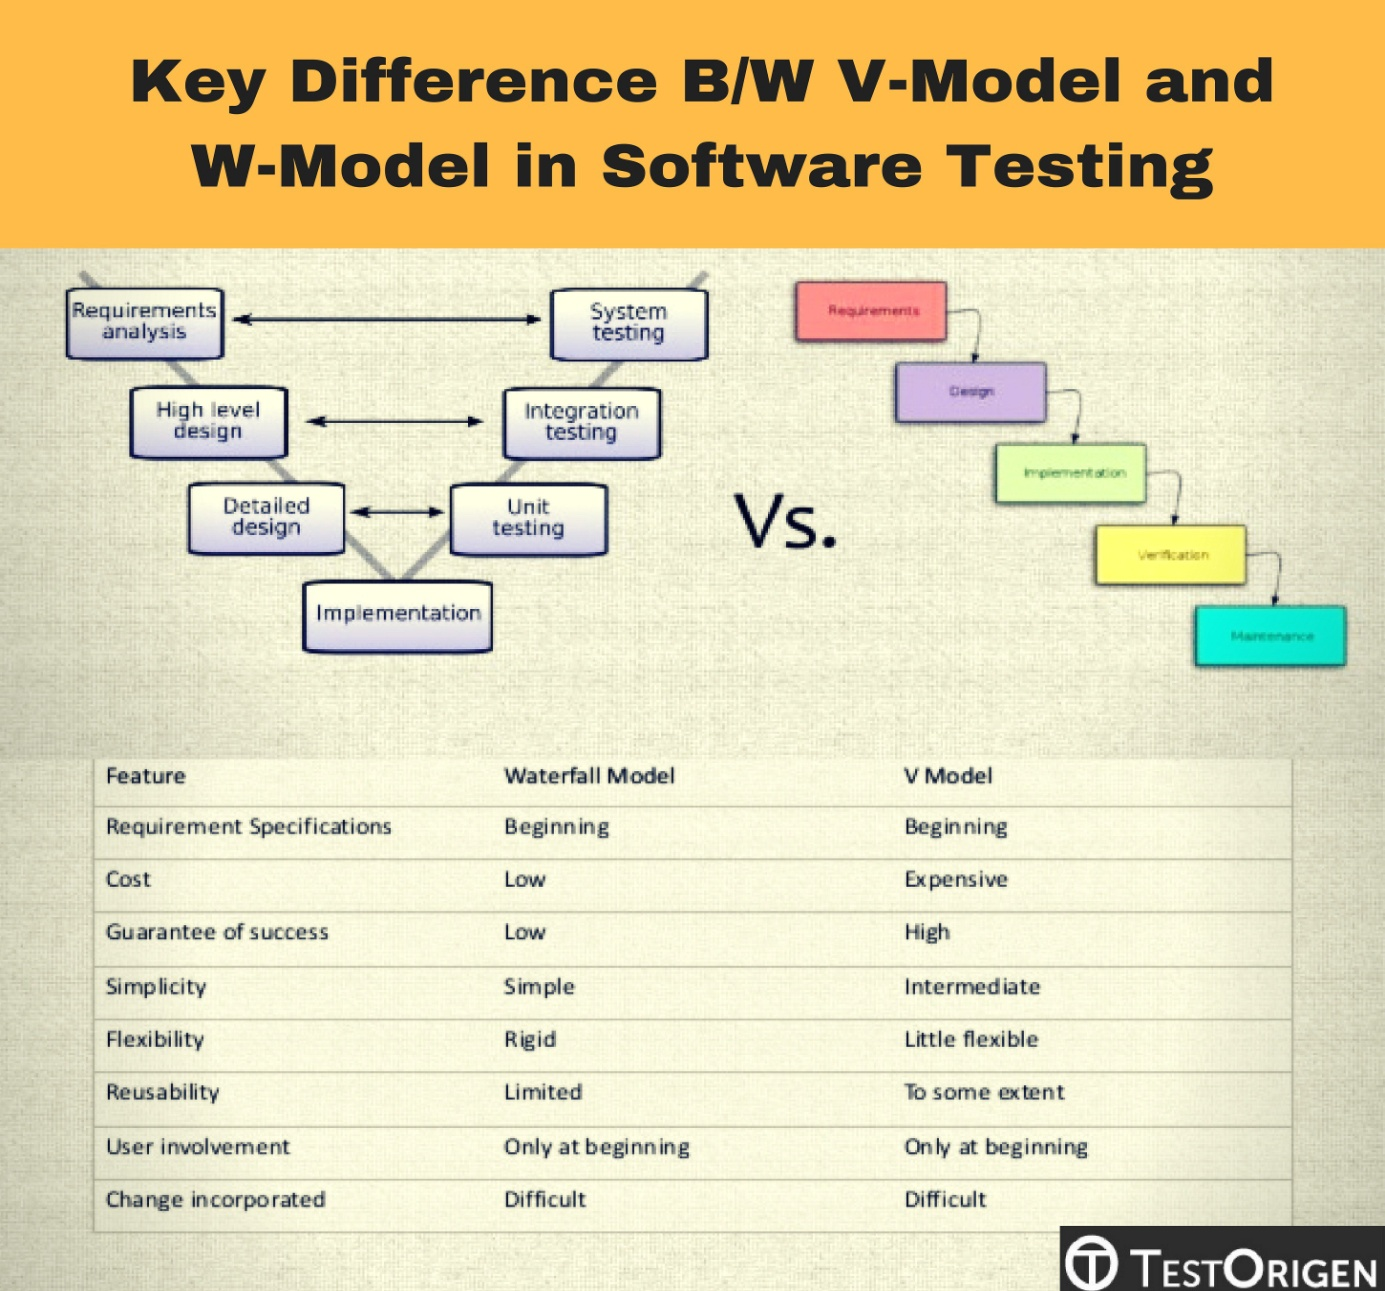 Key Difference B/W V-Model and
W-Model in Software Testing
Requirements
analysis
System
testing
High level
design
Integration
testing
Detailed
design
Unit
testing
Implementation
Vs.
Requirements
Design
Implementation
Verification
Maintenance
Feature Waterfall Model V Model
Requirement Specifications Beginning Beginning
Cost Low Expensive
Guarantee of success Low High
Simplicity Simple Intermediate
Flexibility Rigid Little flexible
Reusability Limited To some extent
User involvement Only at beginning Only at beginning
Change incorporated Difficult Difficult
TESTORIGEN